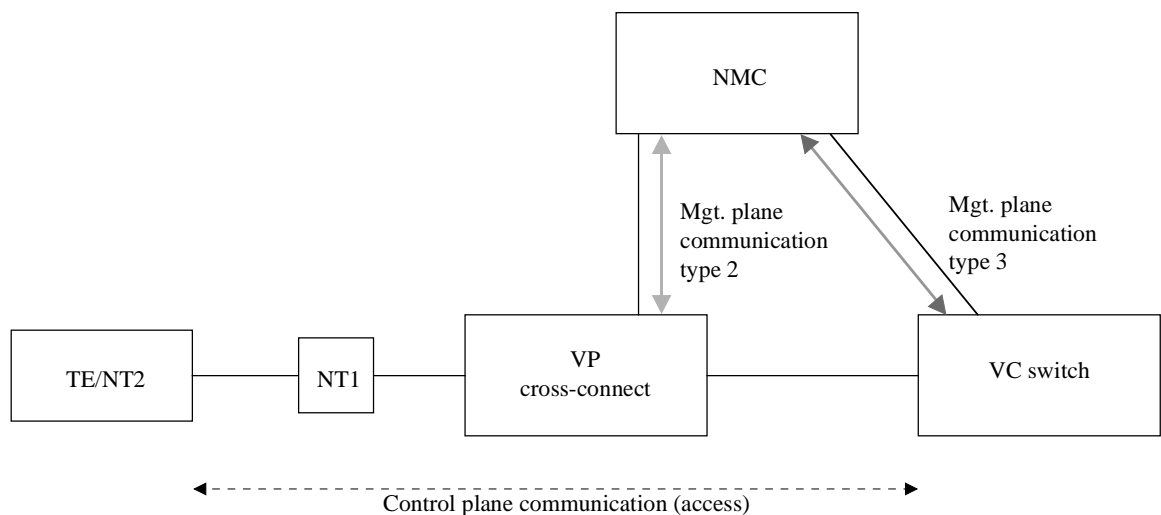 NMC
Mgt. plane
communication
type 2
Mgt. plane
communication
type 3
TE/NT2
NT1
VP
cross-connect
VC switch
Control plane communication (access)